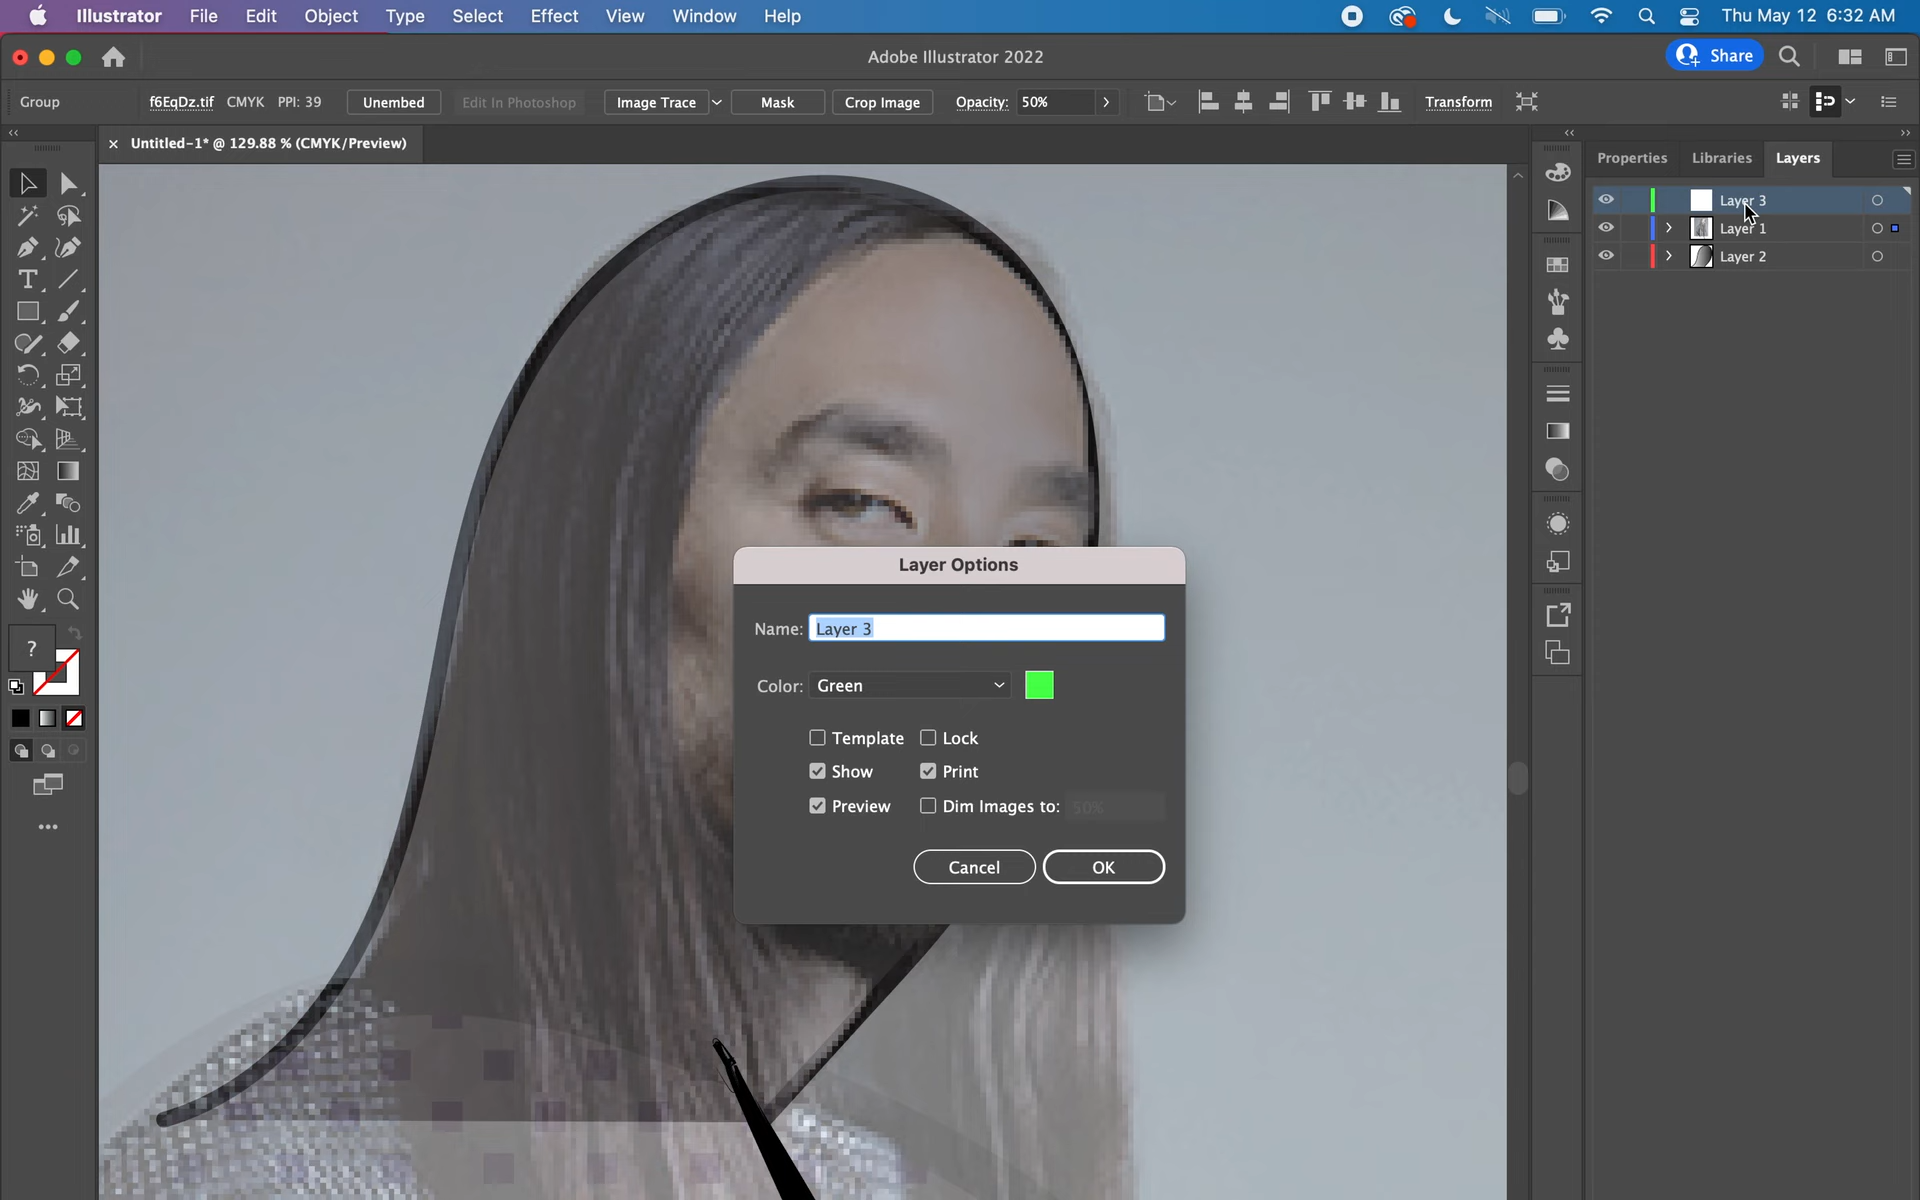 Illustrator File Edit Object Type Select Effect View Window Help Thu May 12 6:32 AM
Adobe Illustrator 2022 Share
Group f6EqDz.tif CMYK PPI: 39 Unembed Edit In Photoshop Image Trace Mask Crop Image Opacity: 50% Transform
Untitled-1* @ 129.88 % (CMYK/Preview)
Properties Libraries Layers
Layer 3
Layer 1
Layer 2
Layer Options
Name: Layer 3
Color: Green
Template Lock
Show Print
Preview Dim Images to: 50%
Cancel OK
?